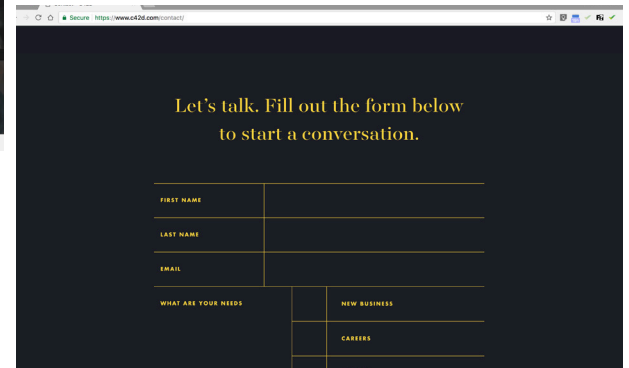 Secure https://www.c42d.com/contact/
Let's talk. Fill out the form below
to start a conversation.
FIRST NAME
LAST NAME
EMAIL
WHAT ARE YOUR NEEDS
NEW BUSINESS
CAREERS